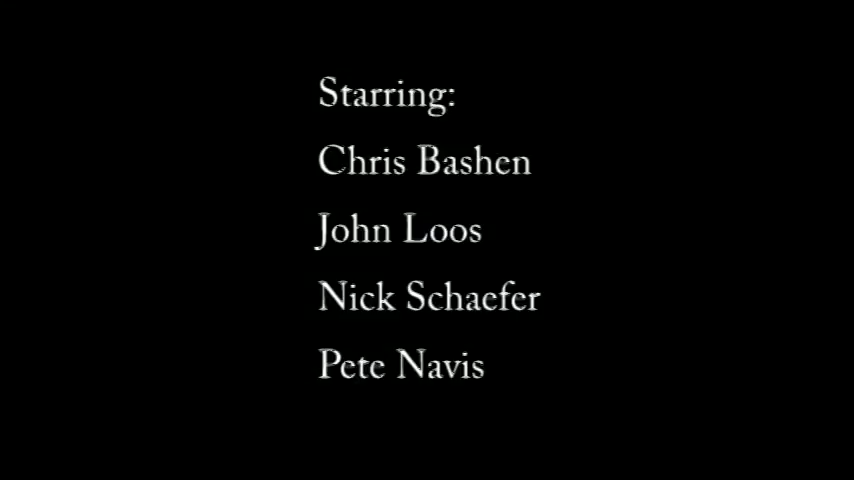 Starring:
Chris Bashen
John Loos
Nick Schaefer
Pete Navis